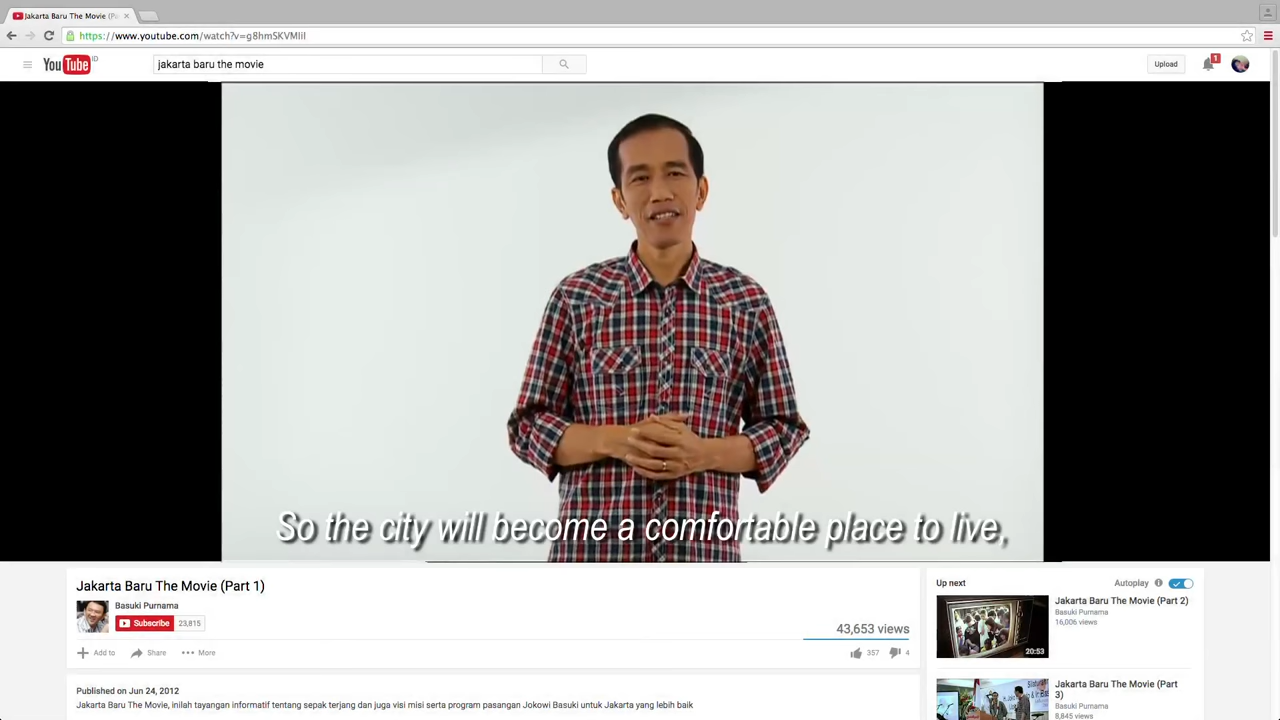 Jakarta Baru The Movie (Pa
https://www.youtube.com/watch?v=g8hmSKVMIiI
YouTube ID
jakarta baru the movie
Upload
1
So the city will become a comfortable place to live,
Jakarta Baru The Movie (Part 1)
Basuki Purnama
Subscribe 23,815
43,653 views
Add to Share More
357 4
Published on Jun 24, 2012
Jakarta Baru The Movie, inilah tayangan informatif tentang sepak terjang dan juga visi misi serta program pasangan Jokowi Basuki untuk Jakarta yang lebih baik
Up next
Autoplay
Jakarta Baru The Movie (Part 2)
Basuki Purnama
16,006 views
20:53
Jakarta Baru The Movie (Part
3)
Basuki Purnama
8,845 views